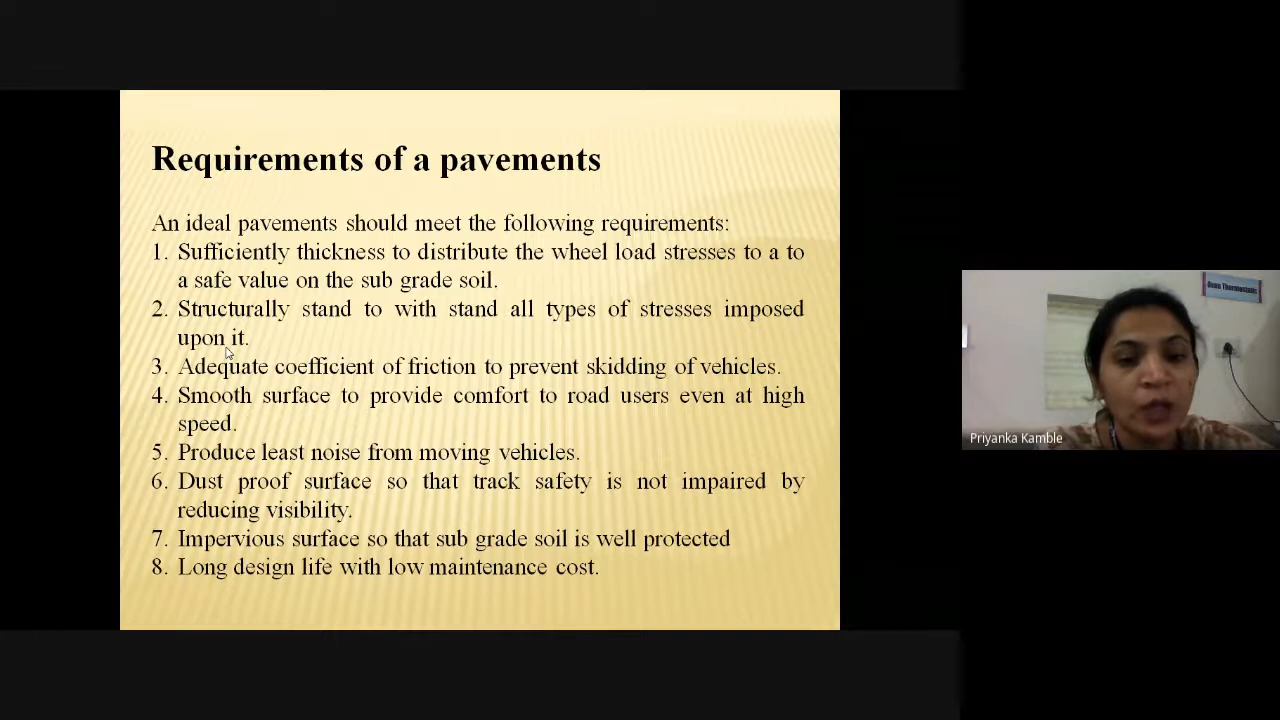 Requirements of a pavements
An ideal pavements should meet the following requirements:
1. Sufficiently thickness to distribute the wheel load stresses to a to
a safe value on the sub grade soil.
2. Structurally stand to with stand all types of stresses imposed
upon it.
3. Adequate coefficient of friction to prevent skidding of vehicles.
4. Smooth surface to provide comfort to road users even at high
speed.
5. Produce least noise from moving vehicles.
6. Dust proof surface so that track safety is not impaired by
reducing visibility.
7. Impervious surface so that sub grade soil is well protected
8. Long design life with low maintenance cost.
Priyanka Kamble